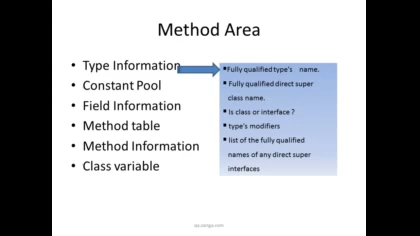 Method Area
• Type Information
• Constant Pool
• Field Information
• Method table
• Method Information
• Class variable
▪Fully qualified type's name.
▪ Fully qualified direct super
class name.
▪ Is class or interface ?
▪ type's modifiers
▪ list of the fully qualified
names of any direct super
interfaces